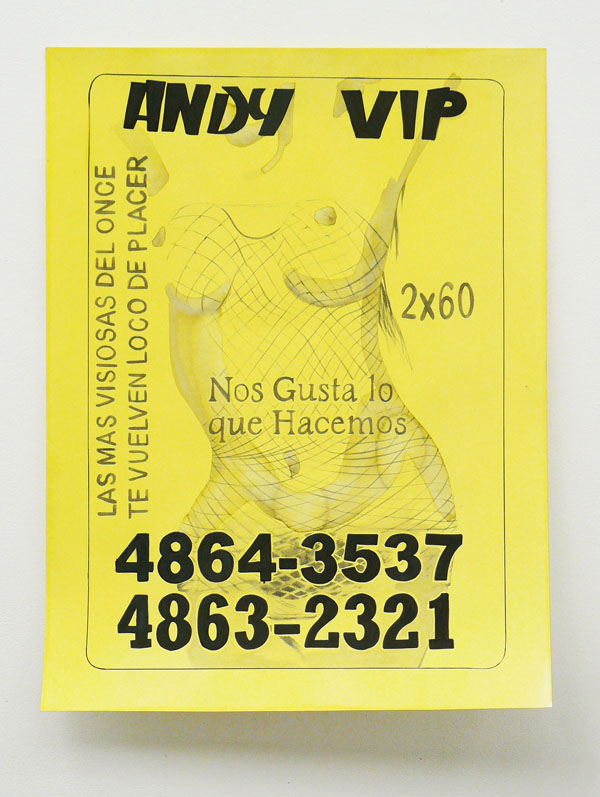 ANDY VIP
LAS MAS VISIOSAS DEL ONCE
TE VUELVEN LOCO DE PLACER
2x60
Nos Gusta lo
que Hacemos
4864-3537
4863-2321